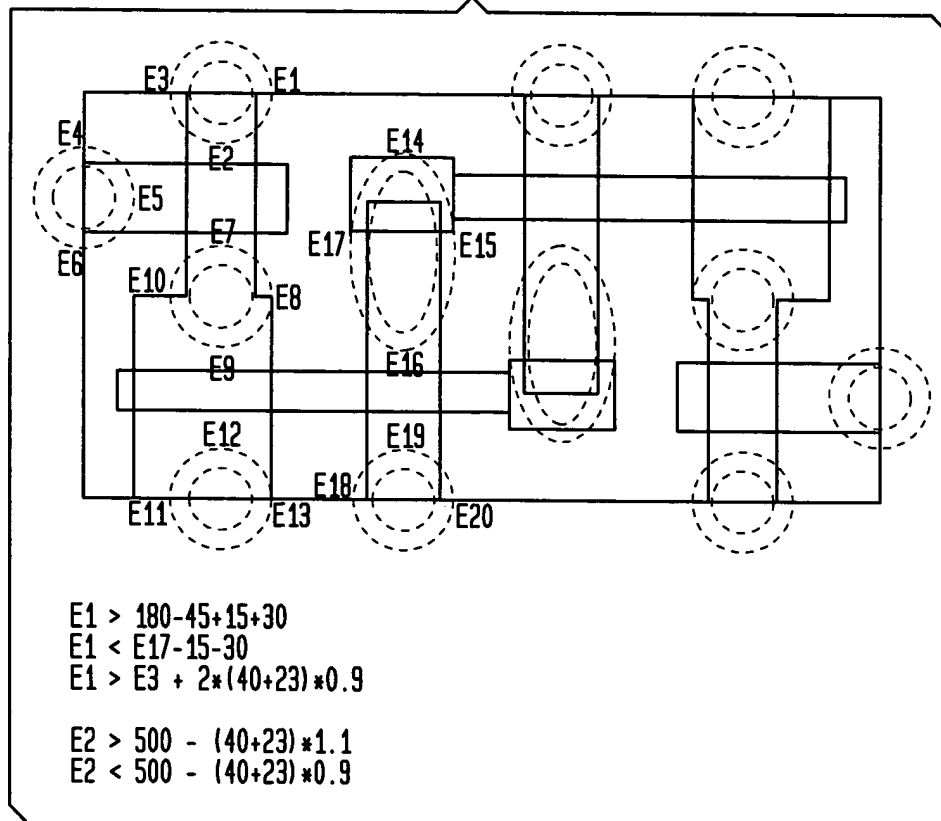 E3 E1
E4
E14
E2
E5
E7 E17 E15
E6
E10 E8
E9 E16
E12 E19
E18
E11 E13 E20
E1 > 180-45+15+30
E1 < E17-15-30
E1 > E3 + 2*(40+23)*0.9
E2 > 500 - (40+23)*1.1
E2 < 500 - (40+23)*0.9